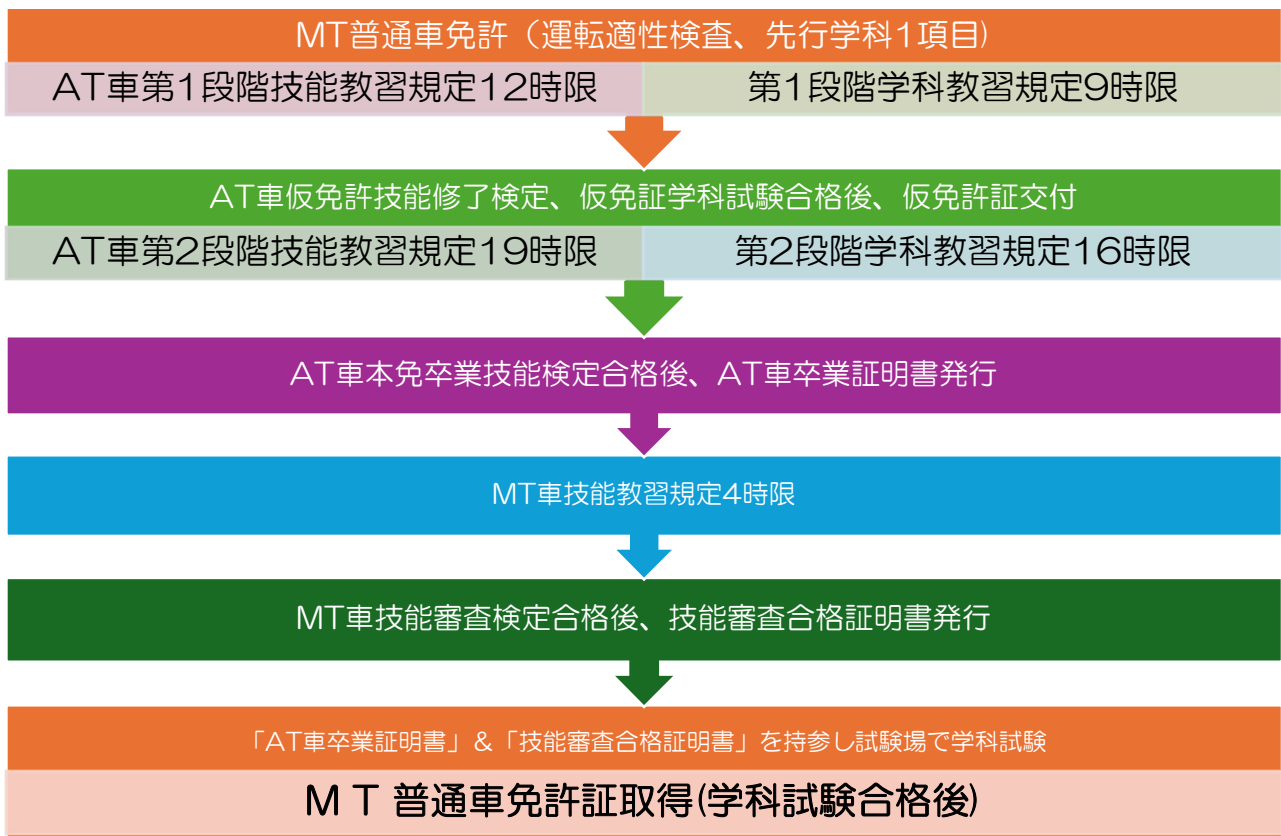 MT普通車免許（運転適性検査、先行学科1項目)
AT車第1段階技能教習規定12時限
第1段階学科教習規定9時限
AT車仮免許技能修了検定、仮免証学科試験合格後、仮免許証交付
AT車第2段階技能教習規定19時限
第2段階学科教習規定16時限
AT車本免卒業技能検定合格後、AT車卒業証明書発行
MT車技能教習規定4時限
MT車技能審査検定合格後、技能審査合格証明書発行
「AT車卒業証明書」&「技能審査合格証明書」を持参し試験場で学科試験
M T 普通車免許証取得(学科試験合格後)